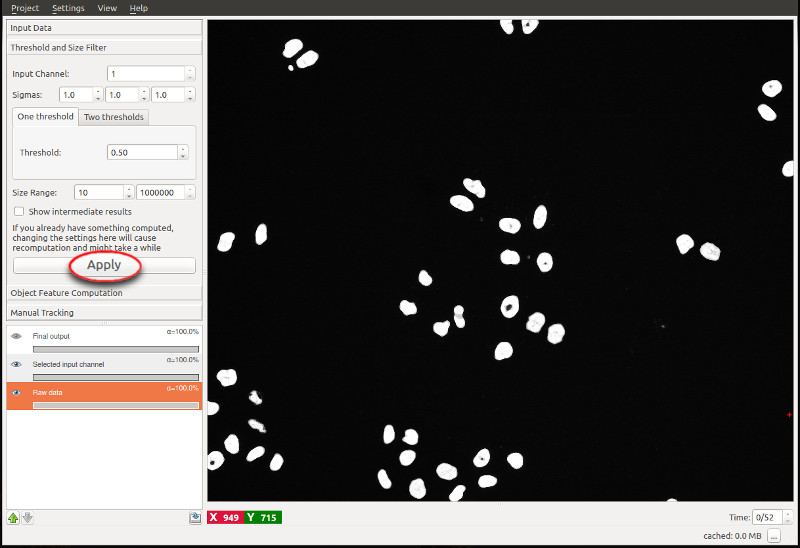 Project Settings View Help
Input Data
Threshold and Size Filter
Input Channel: 1
Sigmas: 1.0 1.0 1.0
One threshold Two thresholds
Threshold: 0.50
Size Range: 10 1000000
Show intermediate results
If you already have something computed,
changing the settings here will cause
recomputation and might take a while
Apply
Object Feature Computation
Manual Tracking
Final output α=100.0%
Selected input channel α=100.0%
Raw data α=100.0%
X 949 Y 715
Time: 0/52
cached: 0.0 MB ...